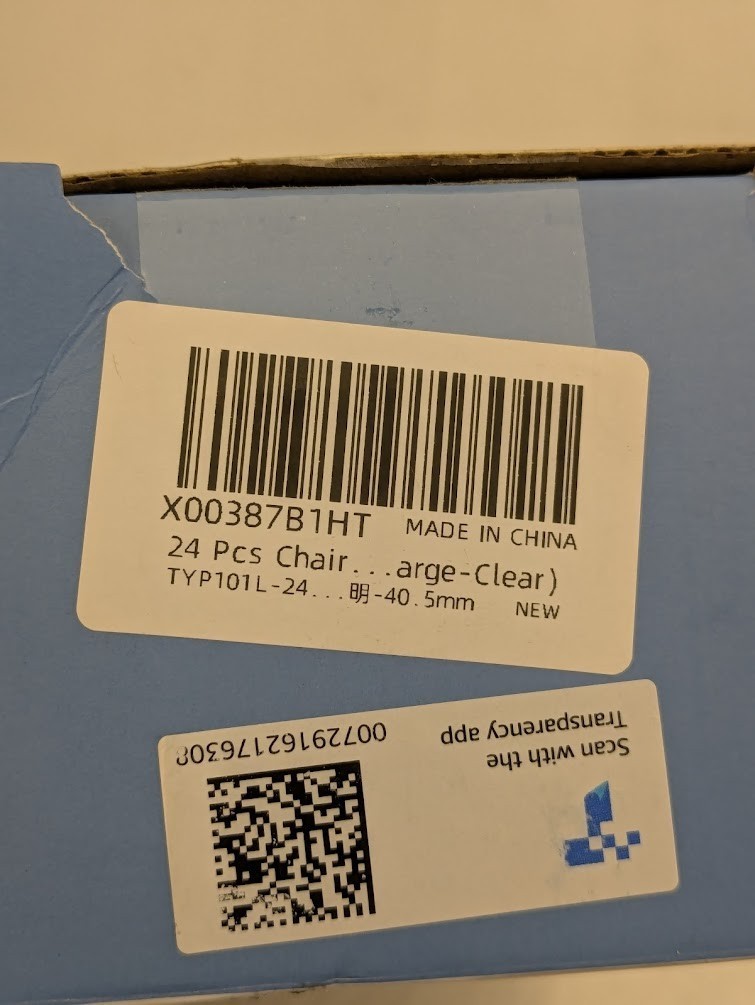 X00387B1HT MADE IN CHINA
24 Pcs Chair...arge-Clear)
TYP101L-24...明-40.5mm NEW
Scan with the
Transparency app
00729162176308